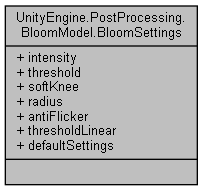 UnityEngine.PostProcessing.
BloomModel.BloomSettings
+ intensity
+ threshold
+ softKnee
+ radius
+ antiFlicker
+ thresholdLinear
+ defaultSettings